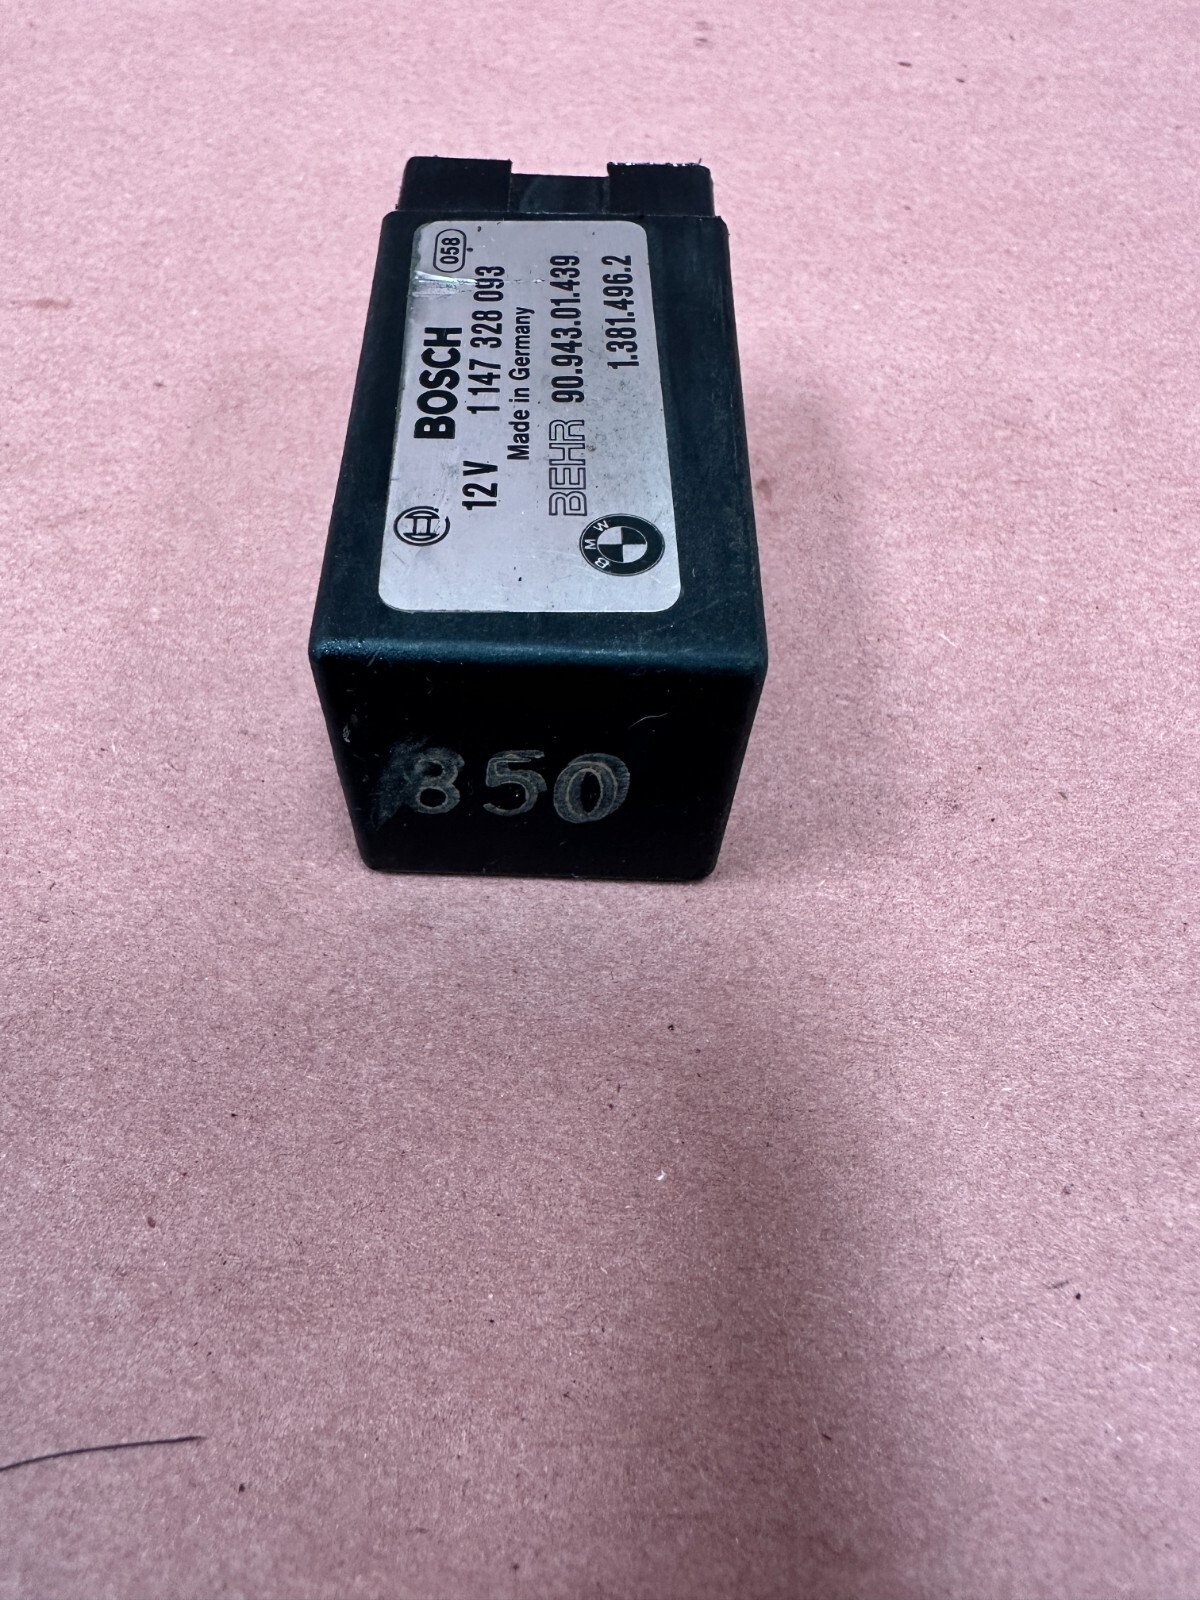 058
BOSCH
12 V 1 147 328 093
Made in Germany
BEHR 90.943.01.439
BMW 1.381.496.2
850